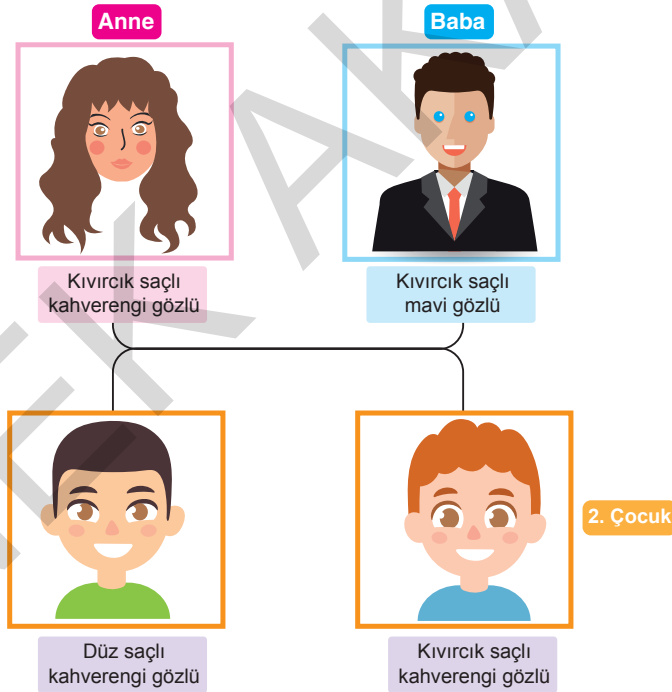 Anne
Baba
Kıvırcık saçlı
kahverengi gözlü
Kıvırcık saçlı
mavi gözlü
2. Çocuk
Düz saçlı
kahverengi gözlü
Kıvırcık saçlı
kahverengi gözlü